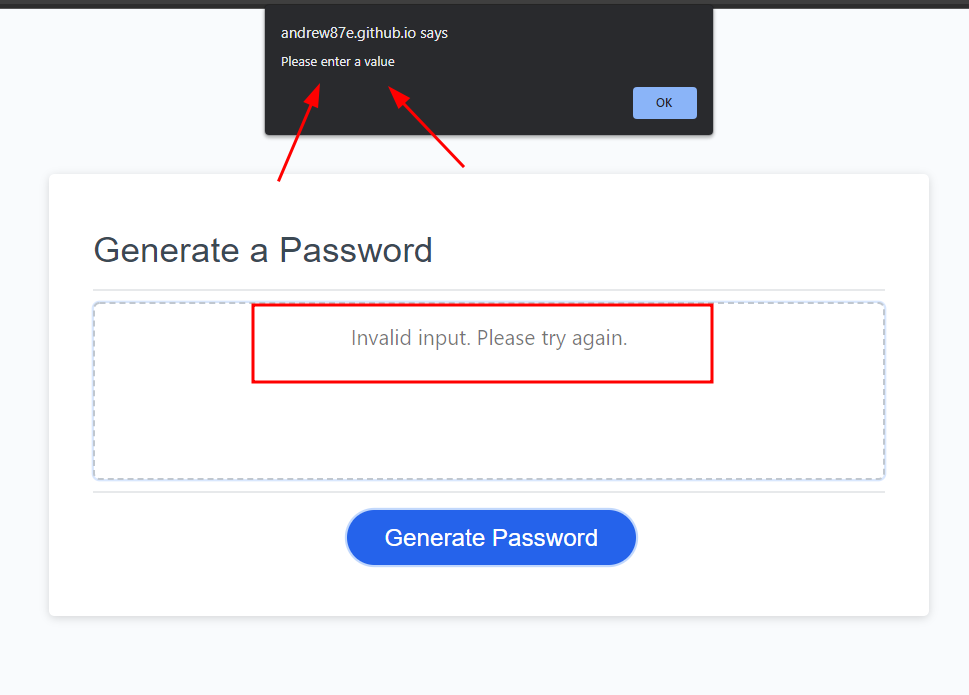 andrew87e.github.io says
Please enter a value
OK
Generate a Password
Invalid input. Please try again.
Generate Password